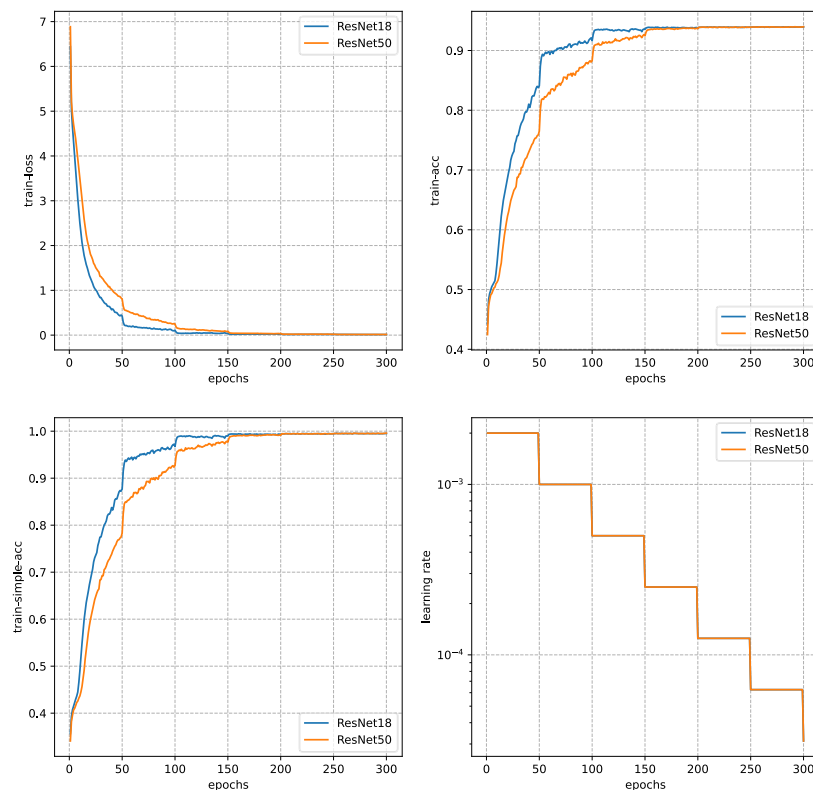 7
6
5
4
3
2
1
0
train-loss
ResNet18
ResNet50
0 50 100 150 200 250 300
epochs
0.9
0.8
0.7
0.6
0.5
0.4
train-acc
ResNet18
ResNet50
0 50 100 150 200 250 300
epochs
1.0
0.9
0.8
0.7
0.6
0.5
0.4
train-simple-acc
ResNet18
ResNet50
0 50 100 150 200 250 300
epochs
10⁻³
10⁻⁴
learning rate
ResNet18
ResNet50
0 50 100 150 200 250 300
epochs